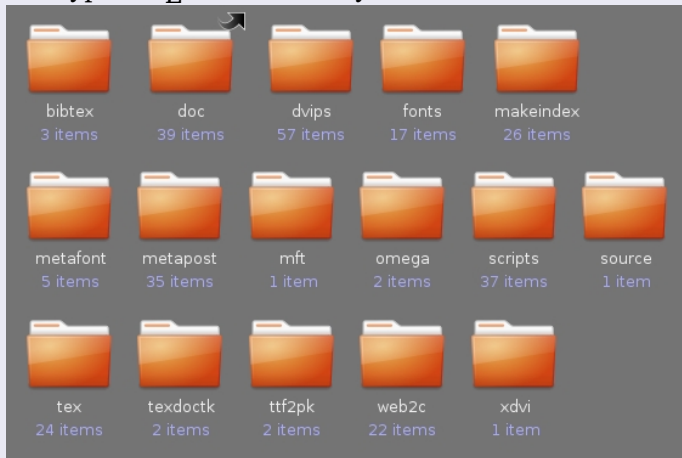 bibtex doc dvips fonts makeindex
3 items 39 items 57 items 17 items 26 items
metafont metapost mft omega scripts source
5 items 35 items 1 item 2 items 37 items 1 item
tex texdoctk ttf2pk web2c xdvi
24 items 2 items 2 items 22 items 1 item